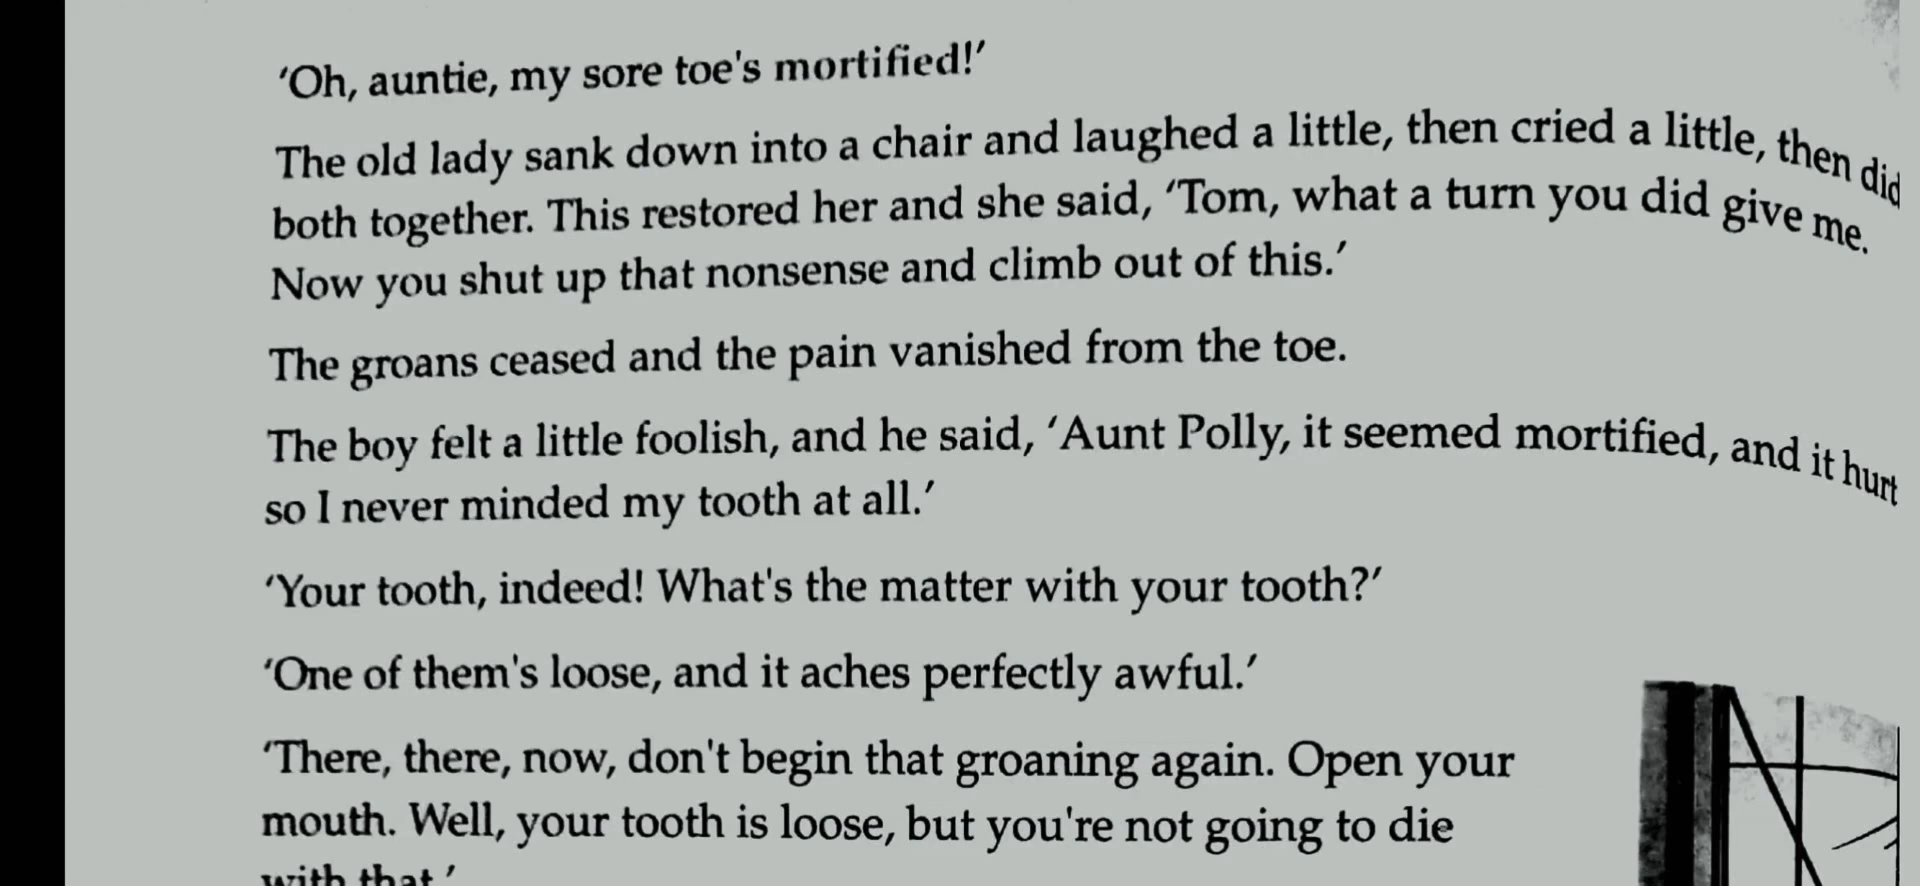 ‘Oh, auntie, my sore toe's mortified!’
The old lady sank down into a chair and laughed a little, then cried a little, then did
both together. This restored her and she said, ‘Tom, what a turn you did give me.
Now you shut up that nonsense and climb out of this.’
The groans ceased and the pain vanished from the toe.
The boy felt a little foolish, and he said, ‘Aunt Polly, it seemed mortified, and it hurt
so I never minded my tooth at all.’
‘Your tooth, indeed! What's the matter with your tooth?’
‘One of them's loose, and it aches perfectly awful.’
‘There, there, now, don't begin that groaning again. Open your
mouth. Well, your tooth is loose, but you're not going to die
with that.’